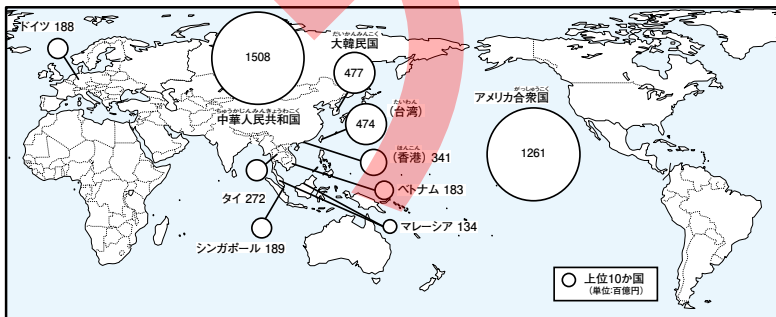 ドイツ 188
1508
ちゅうかじんみんきょうわこく
中華人民共和国
だいかんみんこく
大韓民国
477
たいわん
(台湾)
474
ほんこん
(香港) 341
ベトナム 183
マレーシア 134
タイ 272
シンガポール 189
がっしゅうこく
アメリカ合衆国
1261
上位10か国
(単位:百億円)